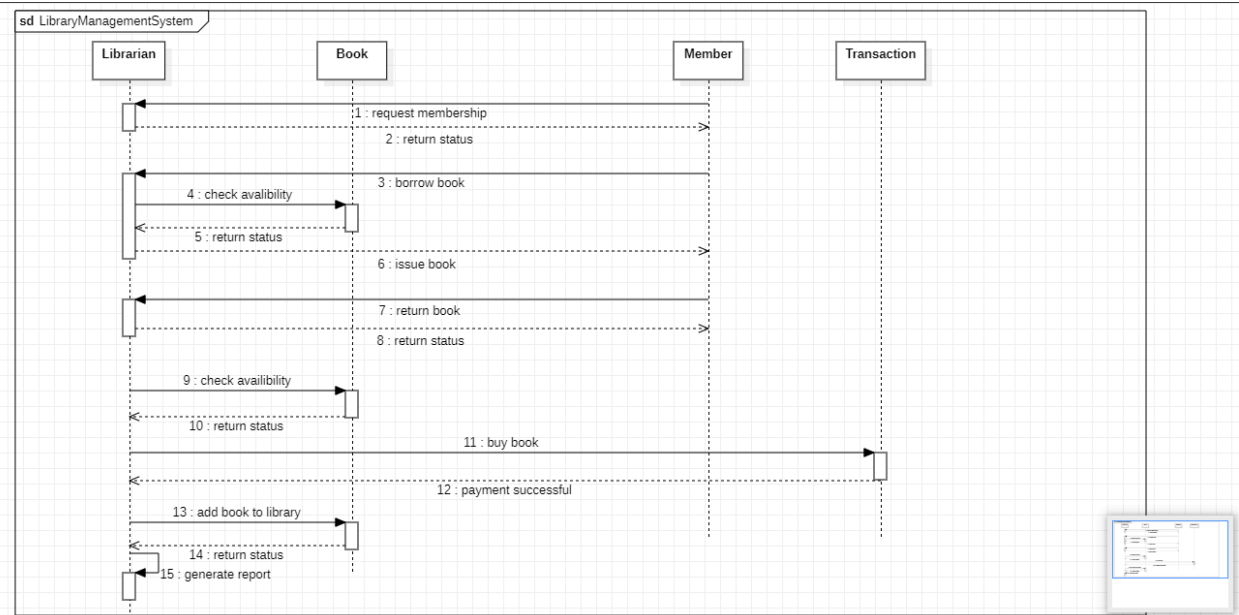 sd LibraryManagementSystem
Librarian
Book
Member
Transaction
1 : request membership
2 : return status
3 : borrow book
4 : check avalibility
5 : return status
6 : issue book
7 : return book
8 : return status
9 : check availibility
10 : return status
11 : buy book
12 : payment successful
13 : add book to library
14 : return status
15 : generate report